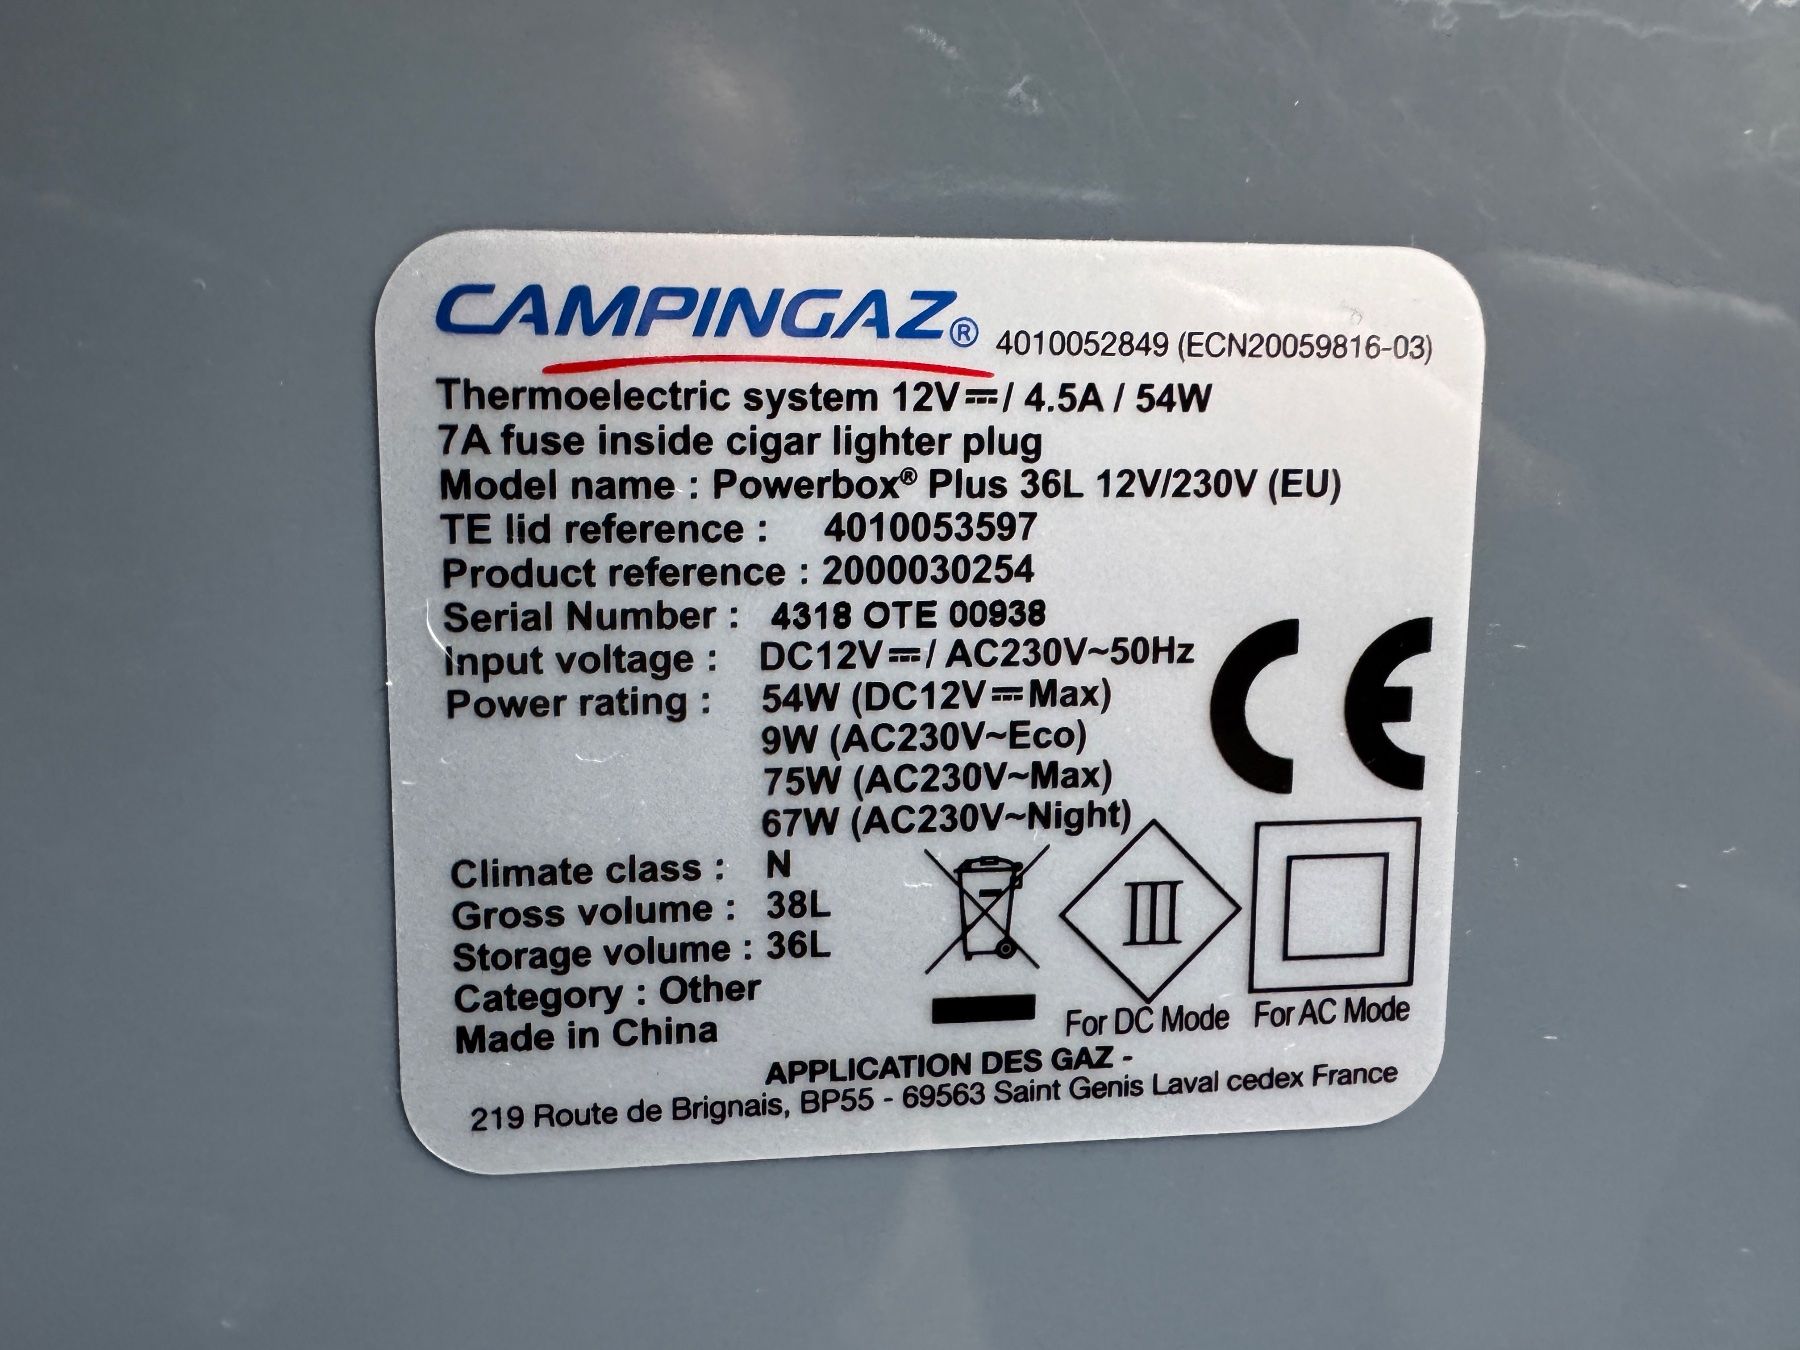 CAMPINGAZ® 4010052849 (ECN20059816-03)
Thermoelectric system 12V⎓/ 4.5A / 54W
7A fuse inside cigar lighter plug
Model name : Powerbox® Plus 36L 12V/230V (EU)
TE lid reference : 4010053597
Product reference : 2000030254
Serial Number : 4318 OTE 00938
Input voltage : DC12V⎓/ AC230V~50Hz
Power rating : 54W (DC12V⎓Max)
9W (AC230V~Eco)
75W (AC230V~Max)
67W (AC230V~Night)
CE
Climate class : N
Gross volume : 38L
Storage volume : 36L
Category : Other
Made in China
III
For DC Mode For AC Mode
APPLICATION DES GAZ -
219 Route de Brignais, BP55 - 69563 Saint Genis Laval cedex France